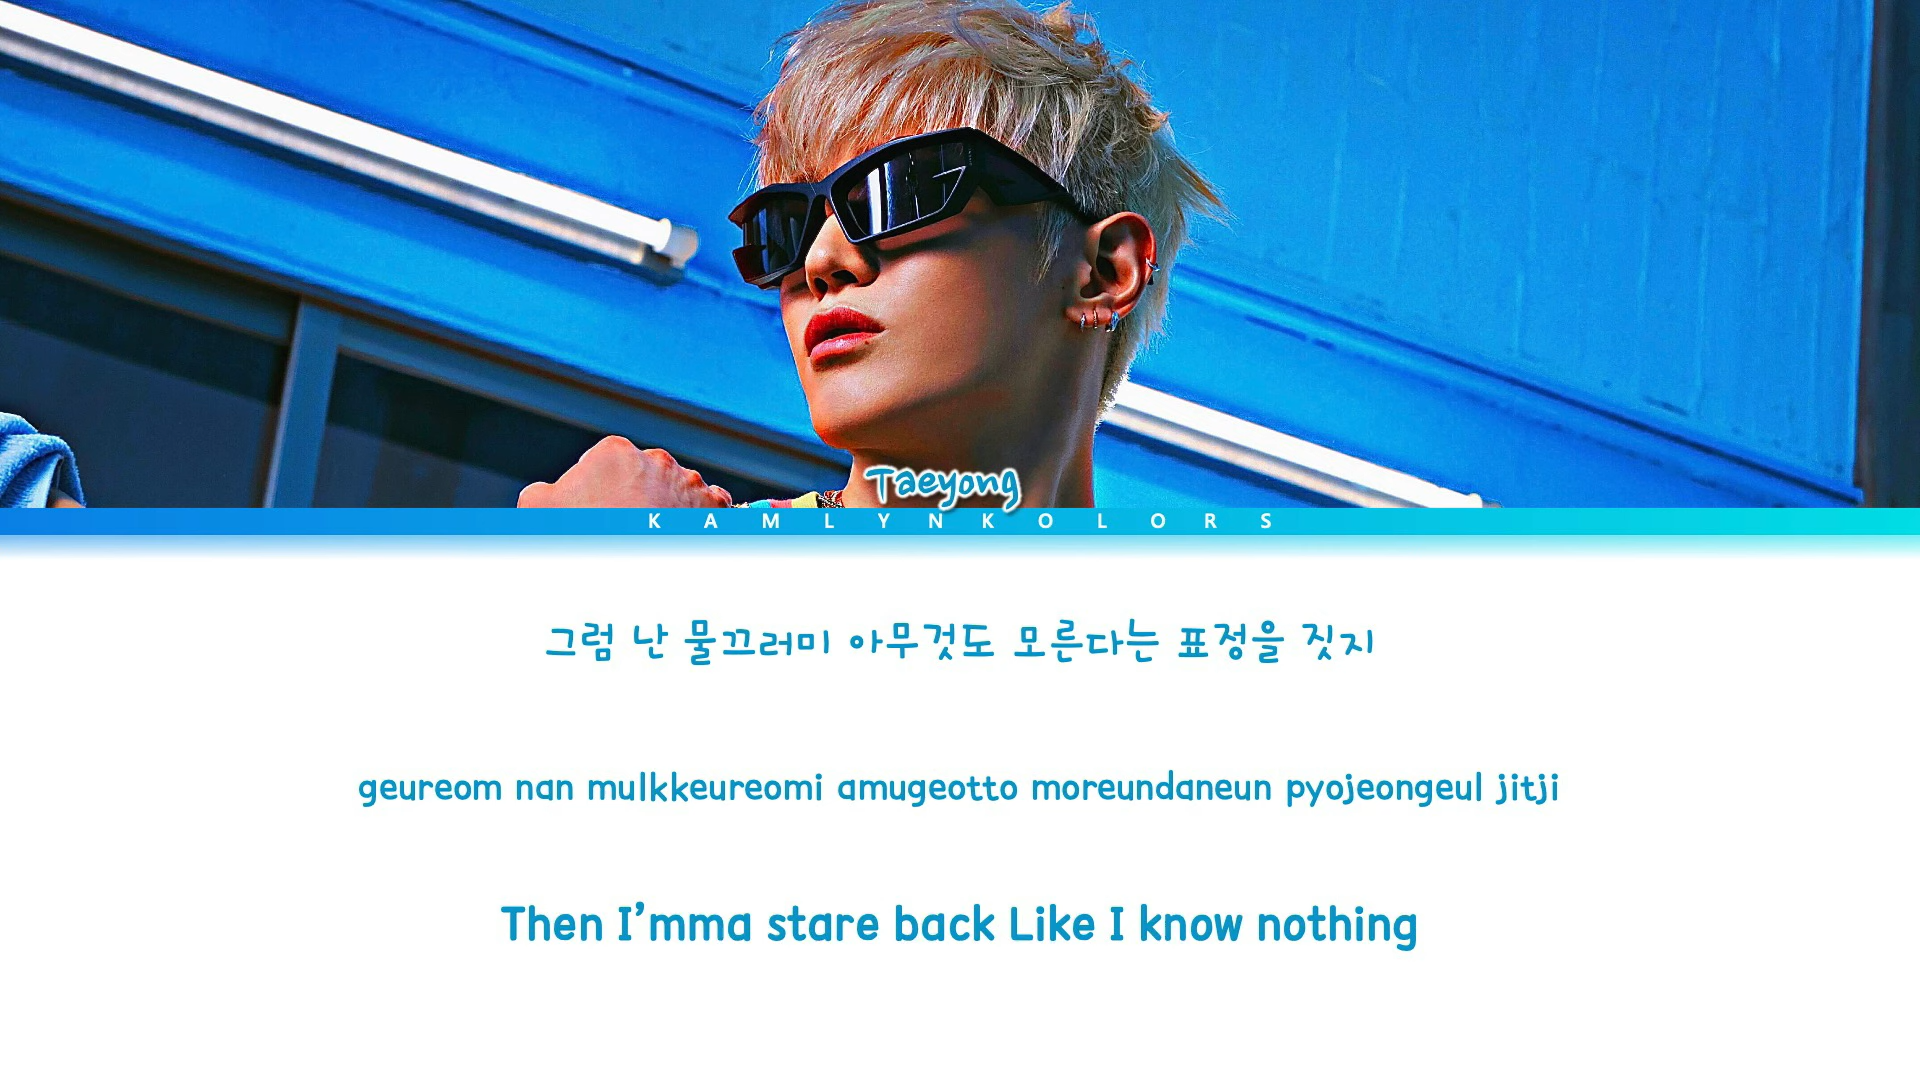 Taeyong
KAMLYNKOLORS
그럼 난 물끄러미 아무것도 모른다는 표정을 짓지
geureom nan mulkkeureomi amugeotto moreundaneun pyojeongeul jitji
Then I’mma stare back Like I know nothing